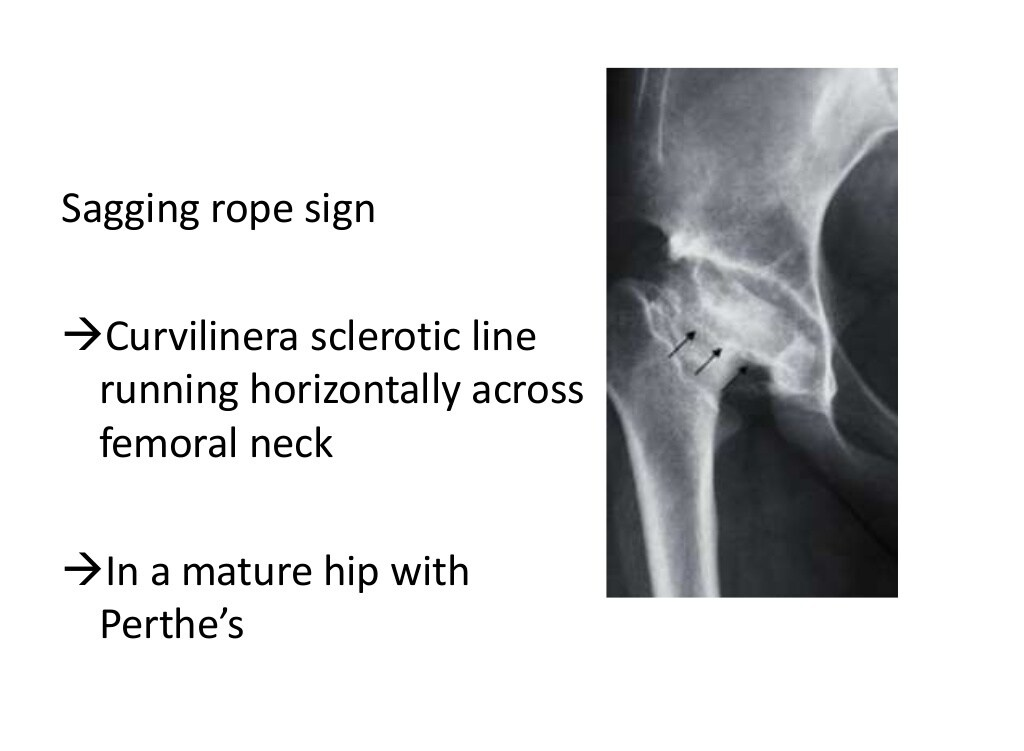 Sagging rope sign
→Curvilinera sclerotic line
running horizontally across
femoral neck
→In a mature hip with
Perthe’s